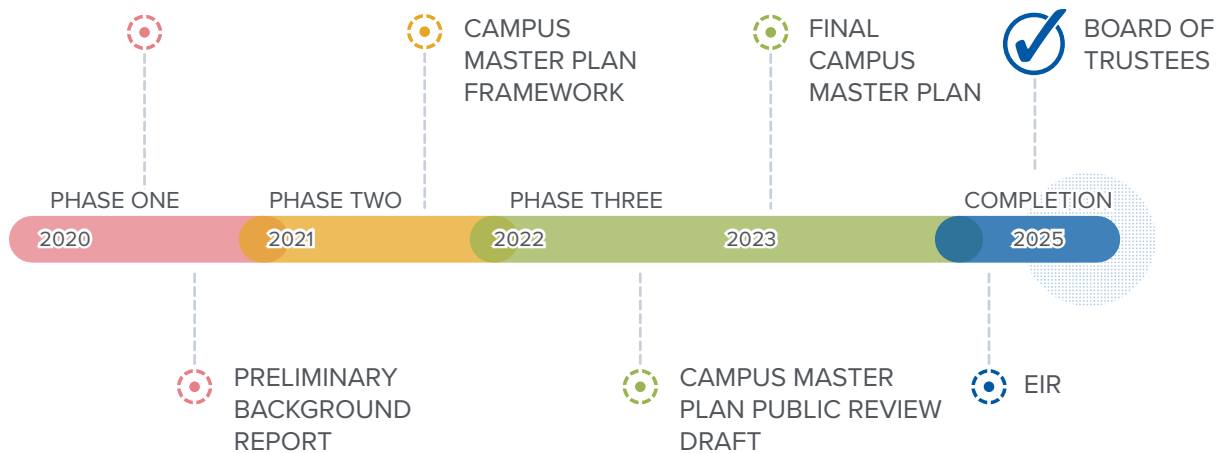 CAMPUS
MASTER PLAN
FRAMEWORK
FINAL
CAMPUS
MASTER PLAN
BOARD OF
TRUSTEES
PHASE ONE
PHASE TWO
PHASE THREE
COMPLETION
2020
2021
2022
2023
2025
PRELIMINARY
BACKGROUND
REPORT
CAMPUS MASTER
PLAN PUBLIC REVIEW
DRAFT
EIR